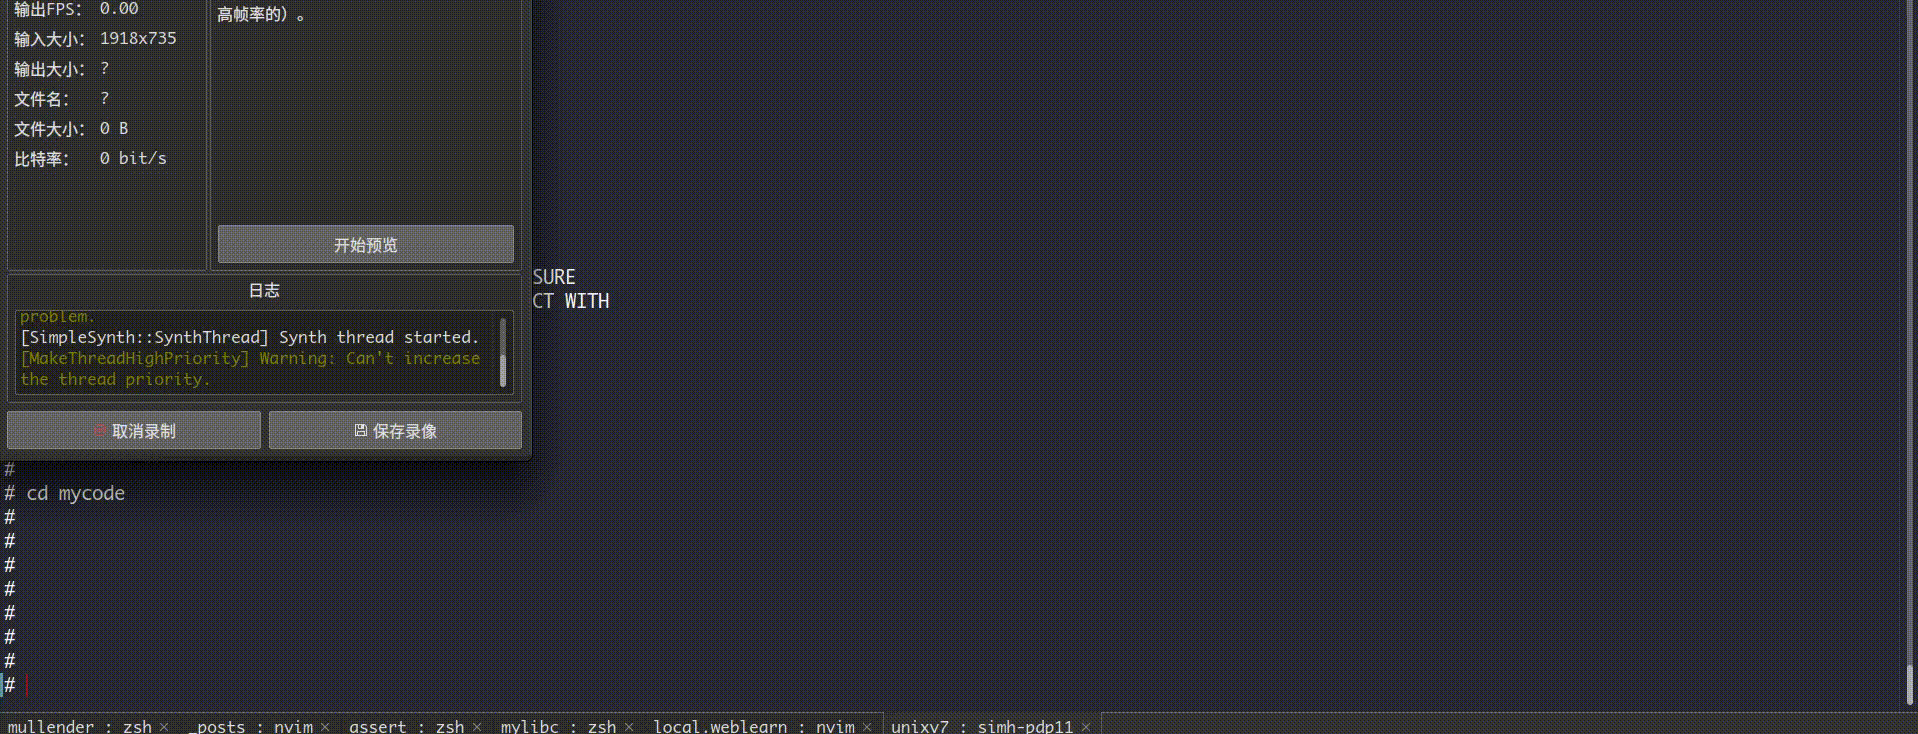 输出FPS： 0.00
输入大小： 1918x735
输出大小： ?
文件名： ?
文件大小： 0 B
比特率： 0 bit/s
高帧率的）。
开始预览
SURE
CT WITH
日志
problem.
[SimpleSynth::SynthThread] Synth thread started.
[MakeThreadHighPriority] Warning: Can't increase
the thread priority.
取消录制
保存录像
#
# cd mycode
#
#
#
#
#
#
#
#
mullender : zsh × _posts : nvim × assert : zsh × mylibc : zsh × local.weblearn : nvim × unixv7 : simh-pdp11 ×